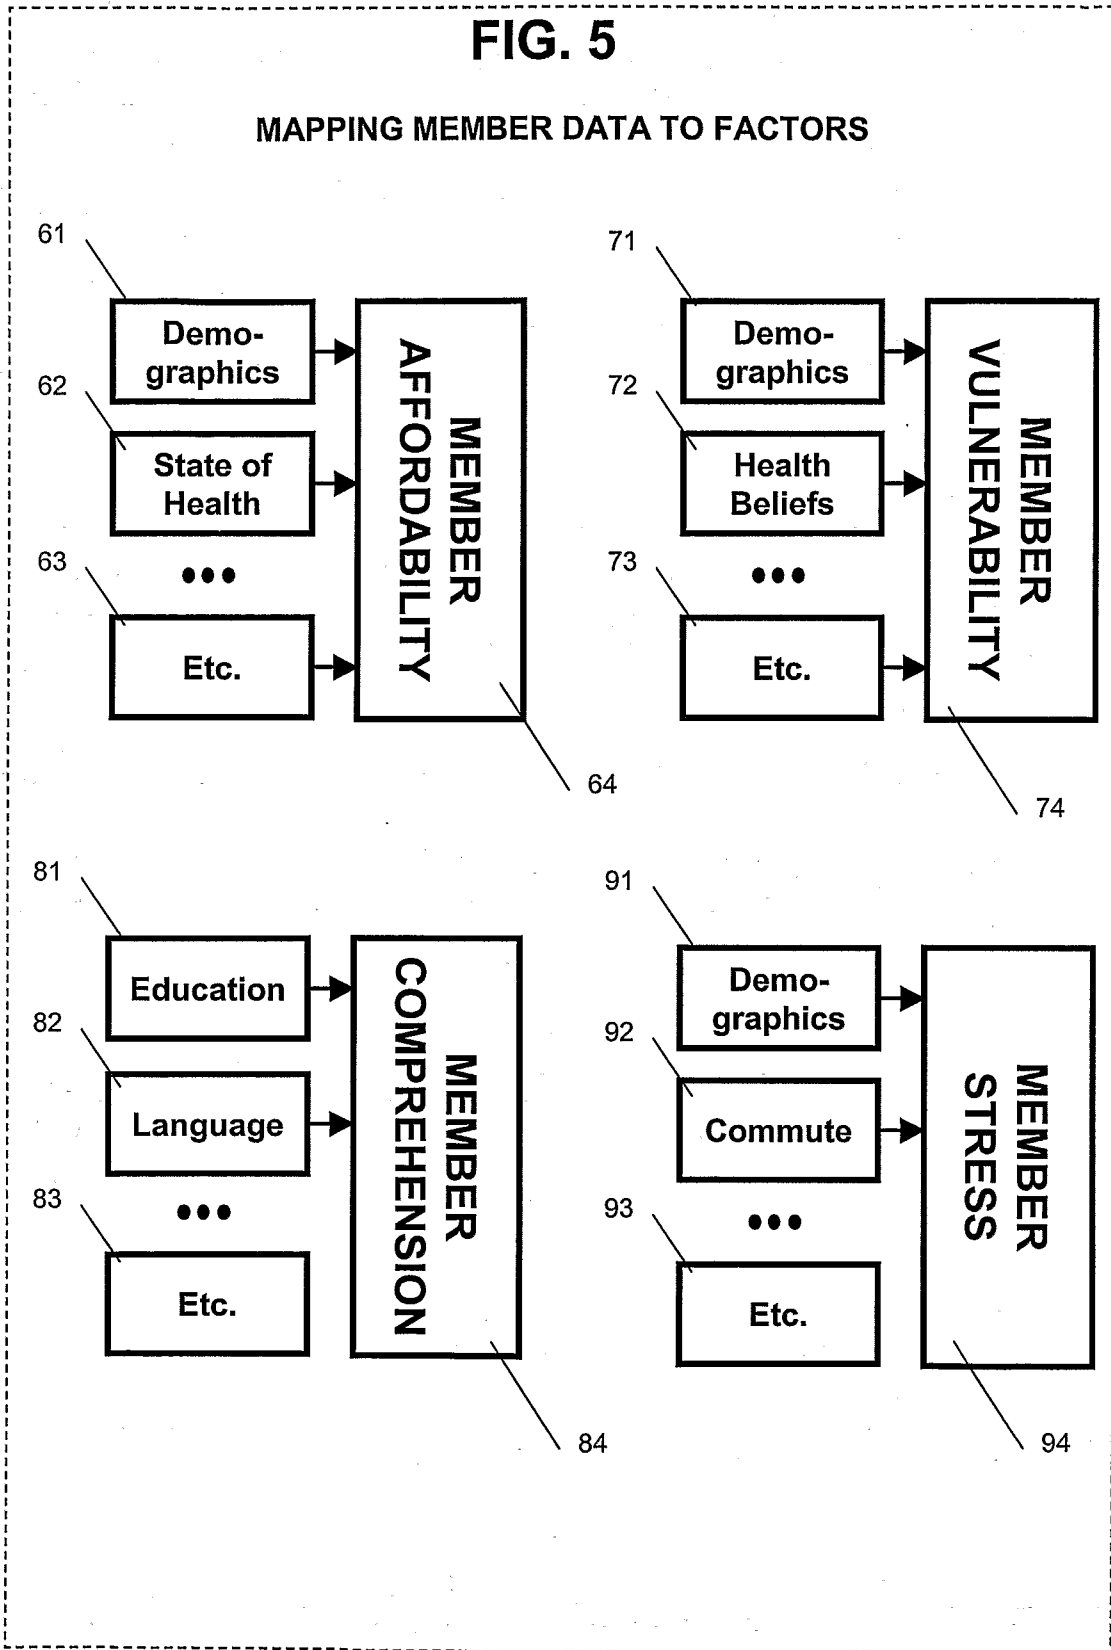 FIG. 5
MAPPING MEMBER DATA TO FACTORS
61
Demo-
graphics
62
State of
Health
63
•••
Etc.
MEMBER
AFFORDABILITY
64
71
Demo-
graphics
72
Health
Beliefs
73
•••
Etc.
MEMBER
VULNERABILITY
74
81
Education
82
Language
83
•••
Etc.
MEMBER
COMPREHENSION
84
91
Demo-
graphics
92
Commute
93
•••
Etc.
MEMBER
STRESS
94